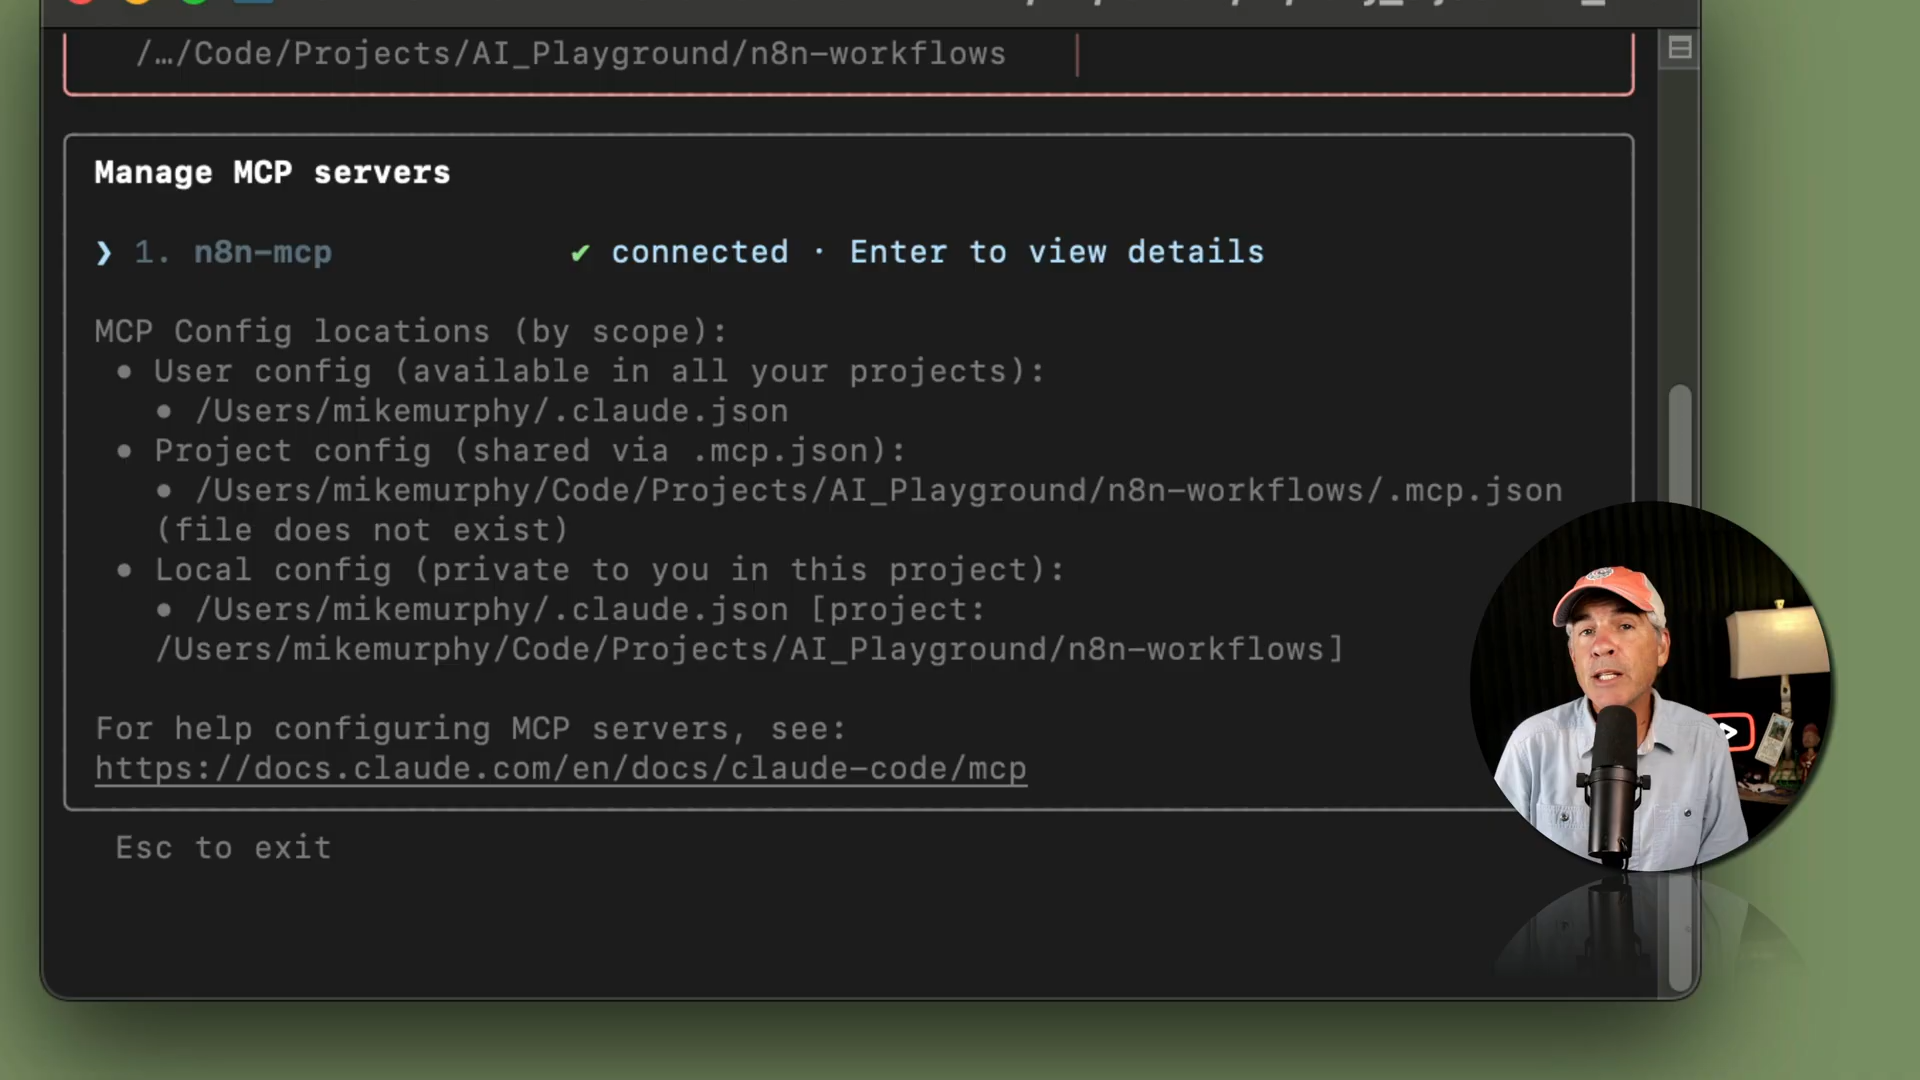 /…/Code/Projects/AI_Playground/n8n-workflows
Manage MCP servers
❯ 1. n8n-mcp ✔ connected · Enter to view details
MCP Config locations (by scope):
• User config (available in all your projects):
• /Users/mikemurphy/.claude.json
• Project config (shared via .mcp.json):
• /Users/mikemurphy/Code/Projects/AI_Playground/n8n-workflows/.mcp.json
(file does not exist)
• Local config (private to you in this project):
• /Users/mikemurphy/.claude.json [project:
/Users/mikemurphy/Code/Projects/AI_Playground/n8n-workflows]
For help configuring MCP servers, see:
https://docs.claude.com/en/docs/claude-code/mcp
Esc to exit